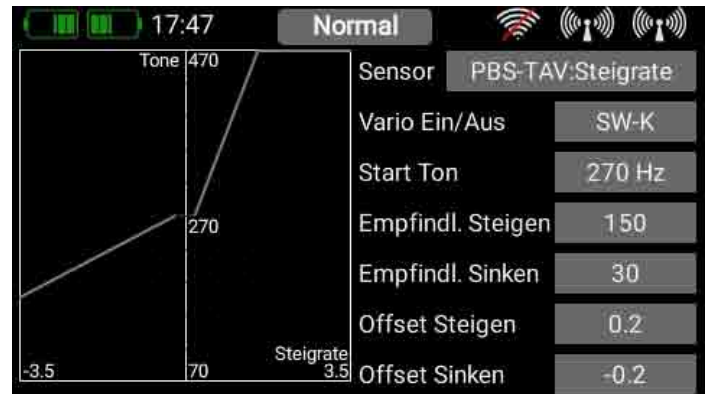 17:47 Normal
Tone 470
270
Steigrate
-3.5 70 3.5
Sensor PBS-TAV:Steigrate
Vario Ein/Aus SW-K
Start Ton 270 Hz
Empfindl. Steigen 150
Empfindl. Sinken 30
Offset Steigen 0.2
Offset Sinken -0.2